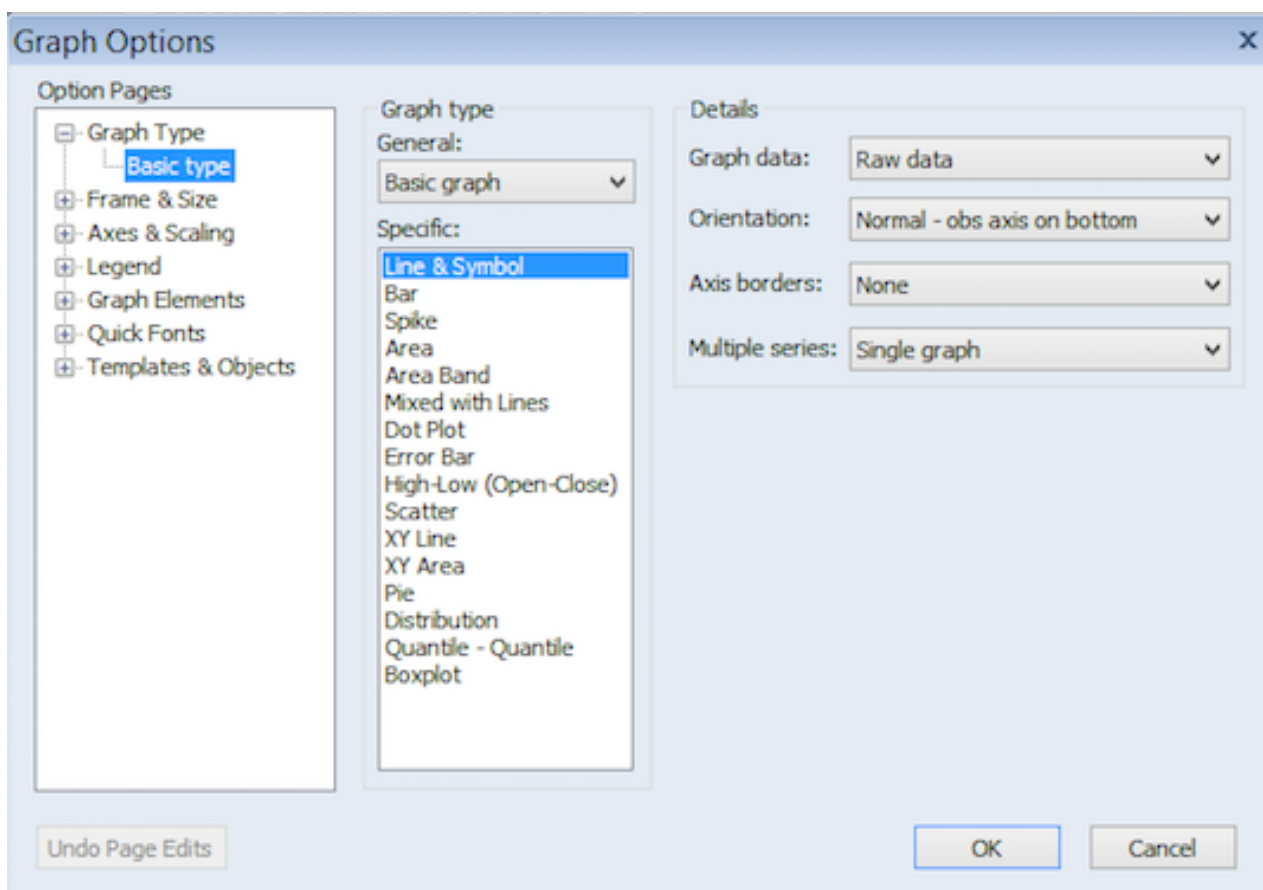 Graph Options
Option Pages
Graph Type
Basic type
Frame & Size
Axes & Scaling
Legend
Graph Elements
Quick Fonts
Templates & Objects
Graph type
General:
Basic graph
Specific:
Line & Symbol
Bar
Spike
Area
Area Band
Mixed with Lines
Dot Plot
Error Bar
High-Low (Open-Close)
Scatter
XY Line
XY Area
Pie
Distribution
Quantile - Quantile
Boxplot
Details
Graph data: Raw data
Orientation: Normal - obs axis on bottom
Axis borders: None
Multiple series: Single graph
Undo Page Edits
OK
Cancel